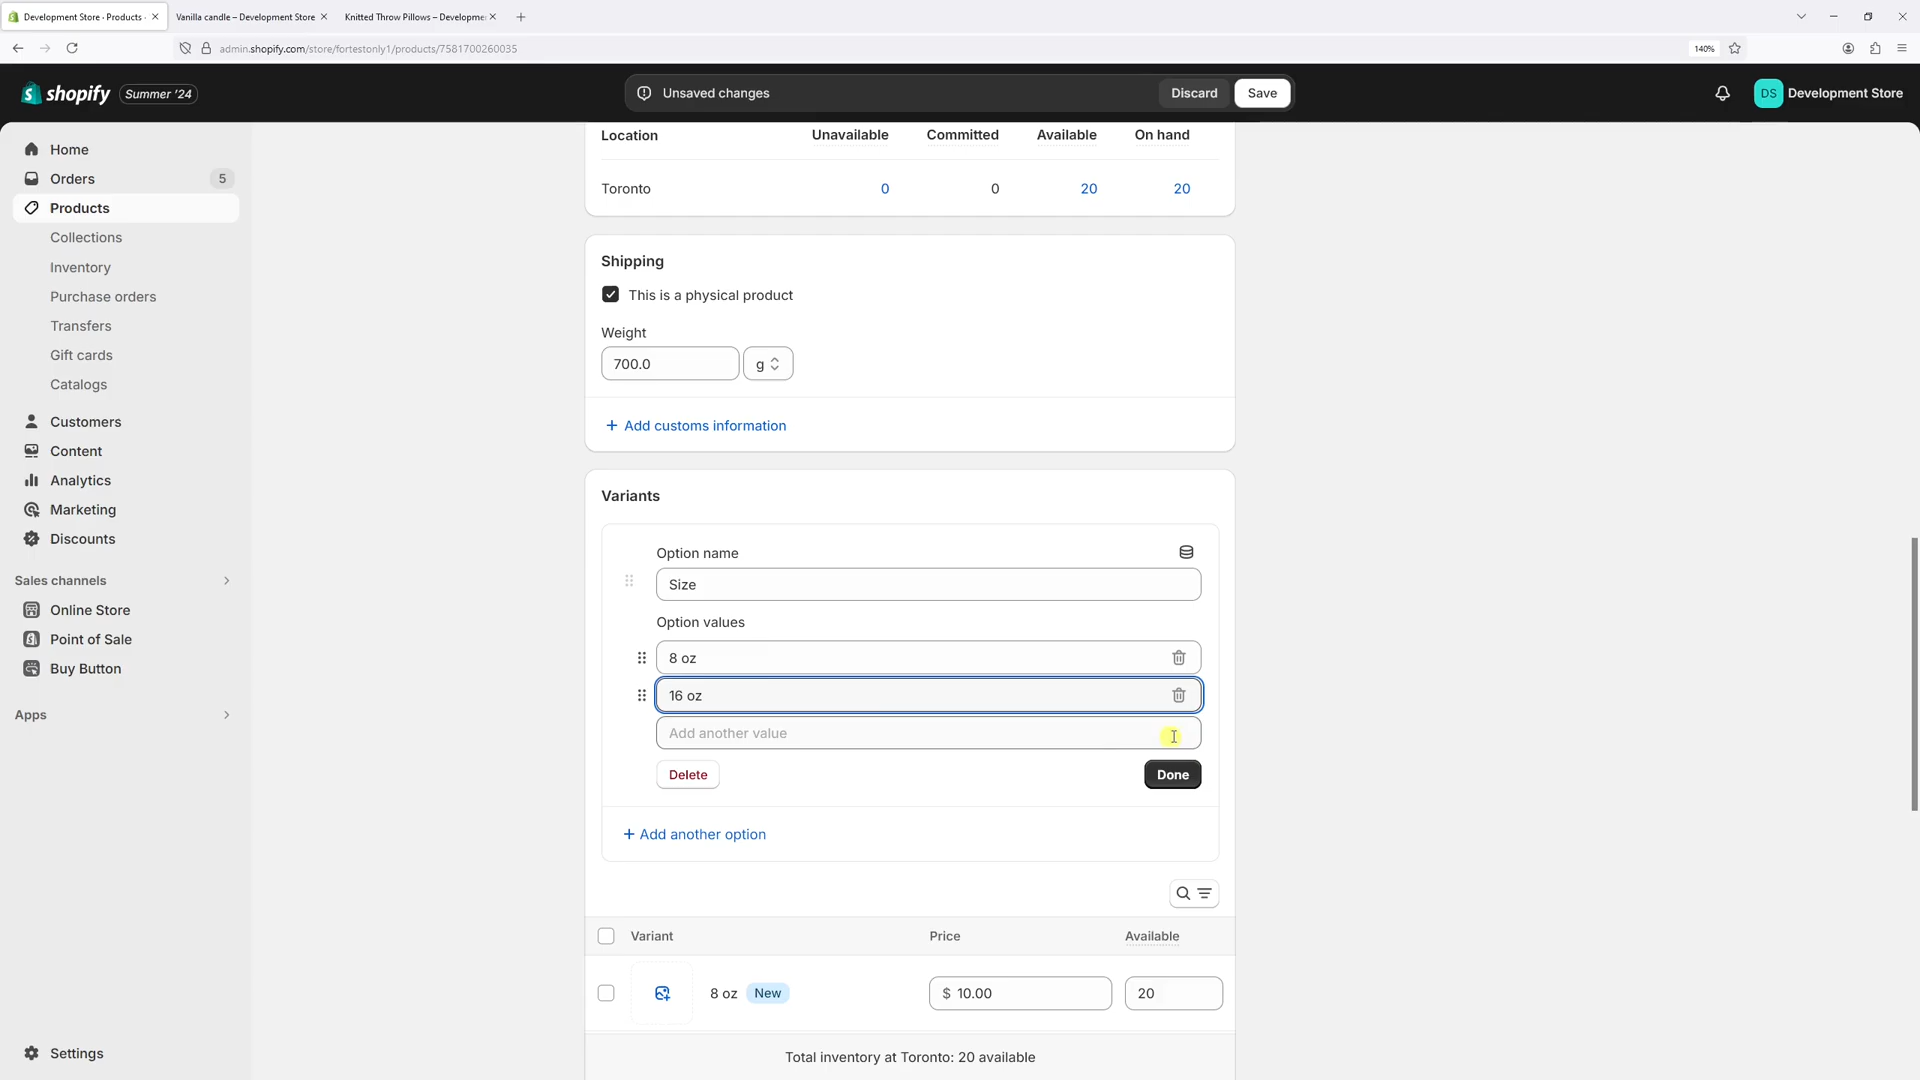 Development Store · Products ·
Vanilla candle – Development Store
Knitted Throw Pillows – Developme
admin.shopify.com/store/fortestonly1/products/7581700260035
140%
shopify
Summer '24
Unsaved changes
Discard
Save
DS
Development Store
Home
Orders
5
Products
Collections
Inventory
Purchase orders
Transfers
Gift cards
Catalogs
Customers
Content
Analytics
Marketing
Discounts
Sales channels
Online Store
Point of Sale
Buy Button
Apps
Settings
Location
Unavailable
Committed
Available
On hand
Toronto
0
0
20
20
Shipping
This is a physical product
Weight
700.0
g
+ Add customs information
Variants
Option name
Size
Option values
8 oz
16 oz
Add another value
Delete
Done
+ Add another option
Variant
Price
Available
8 oz
New
$ 10.00
20
Total inventory at Toronto: 20 available